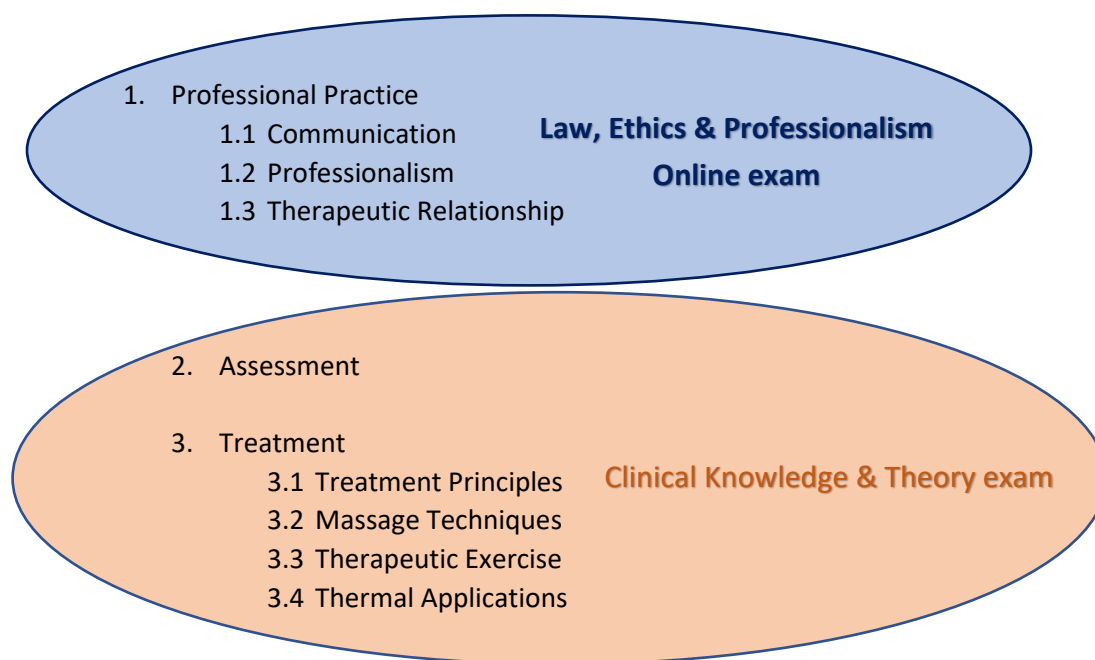 1. Professional Practice
1.1 Communication
1.2 Professionalism
1.3 Therapeutic Relationship
Law, Ethics & Professionalism
Online exam
2. Assessment
3. Treatment
3.1 Treatment Principles
3.2 Massage Techniques
3.3 Therapeutic Exercise
3.4 Thermal Applications
Clinical Knowledge & Theory exam